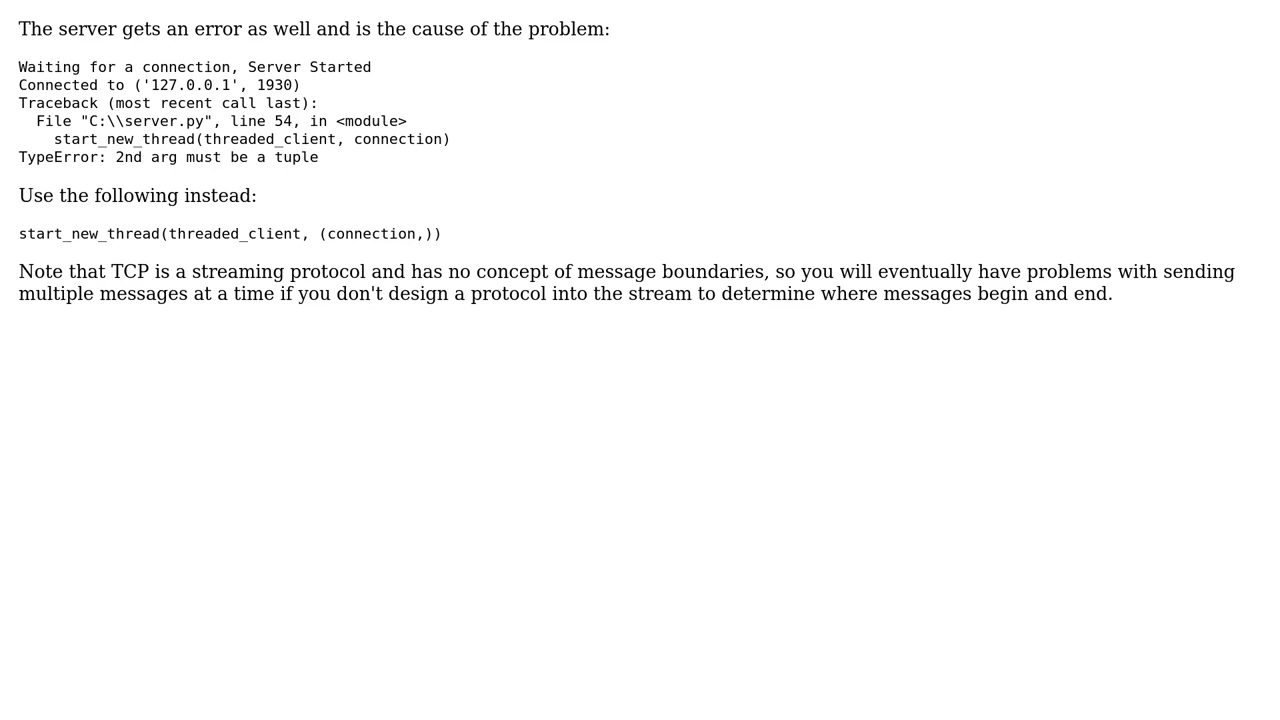 The server gets an error as well and is the cause of the problem:
Waiting for a connection, Server Started
Connected to ('127.0.0.1', 1930)
Traceback (most recent call last):
  File "C:\\server.py", line 54, in <module>
    start_new_thread(threaded_client, connection)
TypeError: 2nd arg must be a tuple
Use the following instead:
start_new_thread(threaded_client, (connection,))
Note that TCP is a streaming protocol and has no concept of message boundaries, so you will eventually have problems with sending
multiple messages at a time if you don't design a protocol into the stream to determine where messages begin and end.